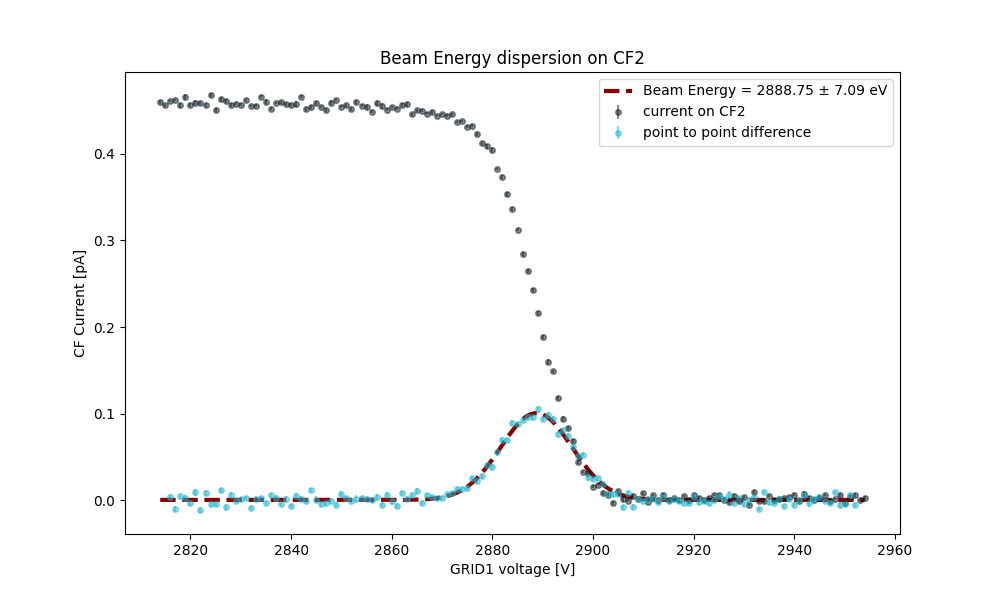 Beam Energy dispersion on CF2
Beam Energy = 2888.75 ± 7.09 eV
current on CF2
point to point difference
CF Current [pA]
0.4
0.3
0.2
0.1
0.0
2820 2840 2860 2880 2900 2920 2940 2960
GRID1 voltage [V]